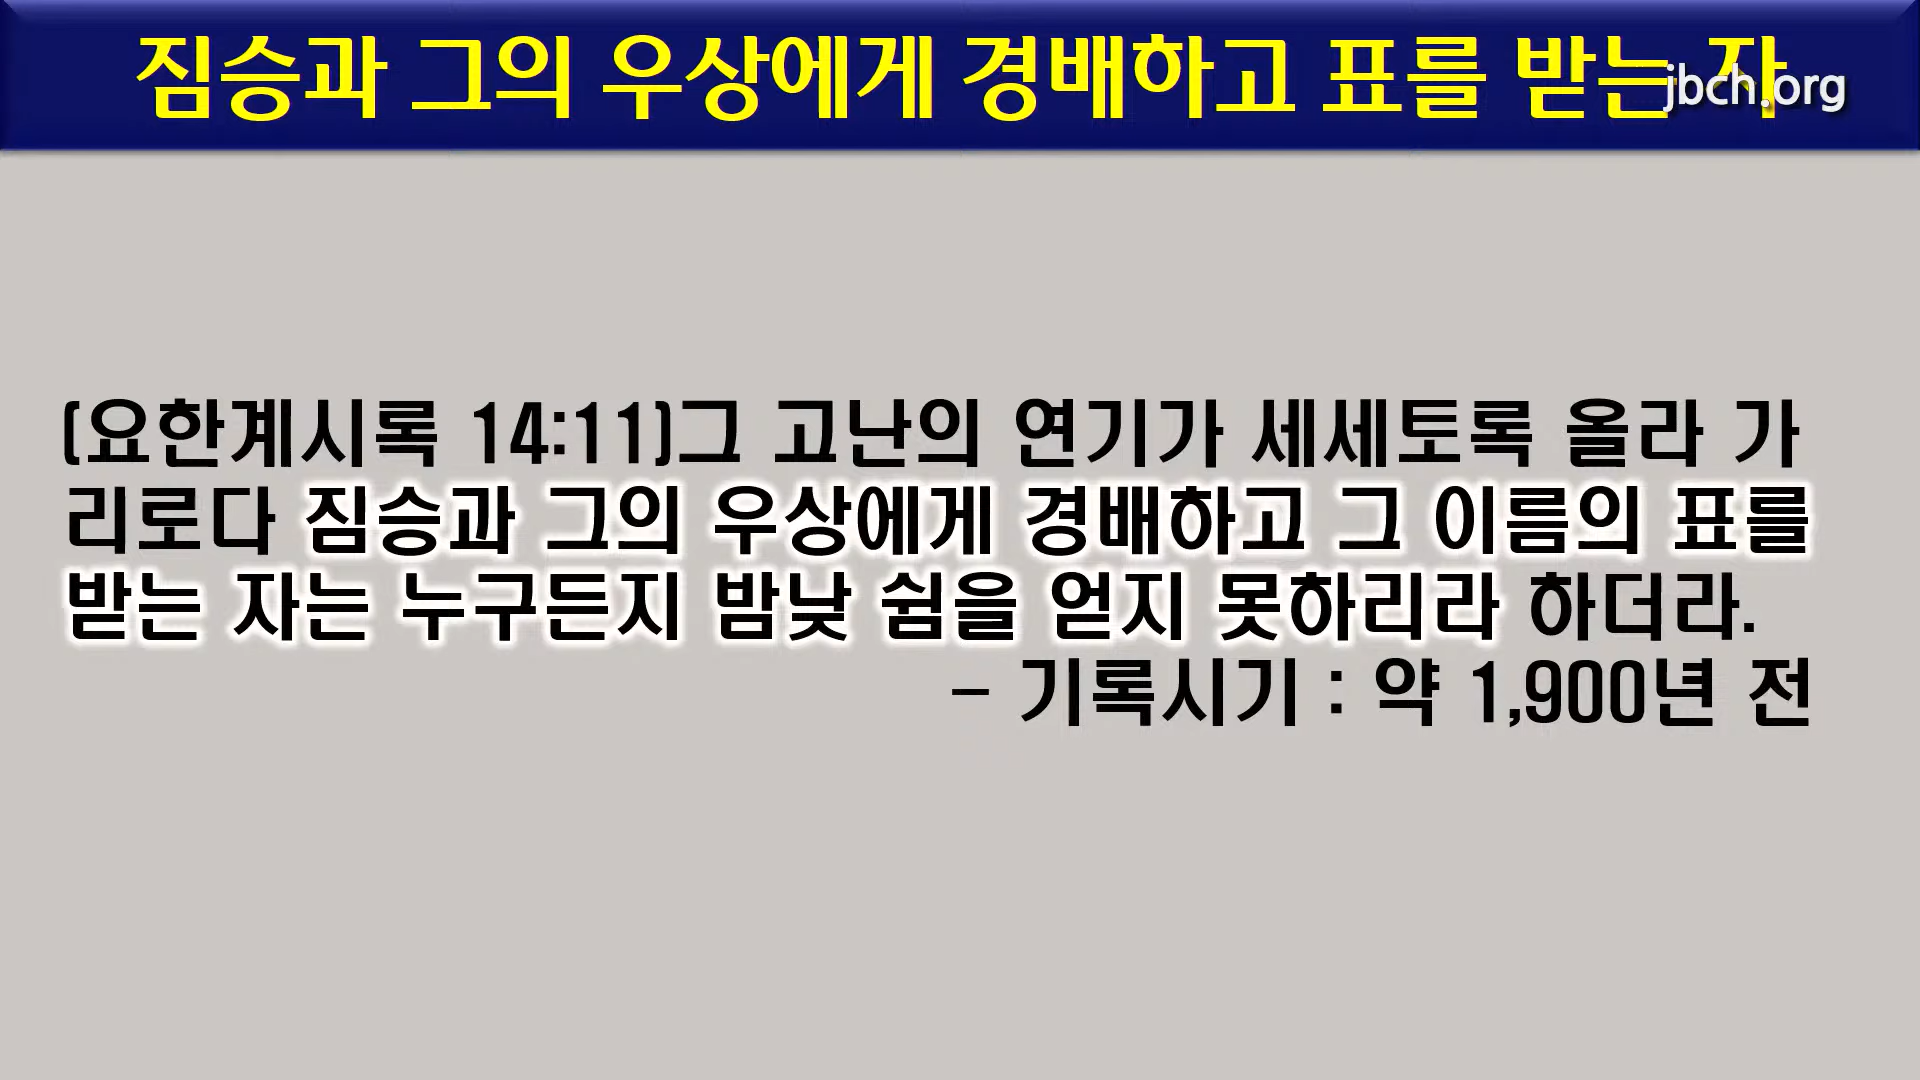 짐승과 그의 우상에게 경배하고 표를 받는 자
jbch.org
(요한계시록 14:11)그 고난의 연기가 세세토록 올라 가
리로다 짐승과 그의 우상에게 경배하고 그 이름의 표를
받는 자는 누구든지 밤낮 쉼을 얻지 못하리라 하더라.
- 기록시기 : 약 1,900년 전